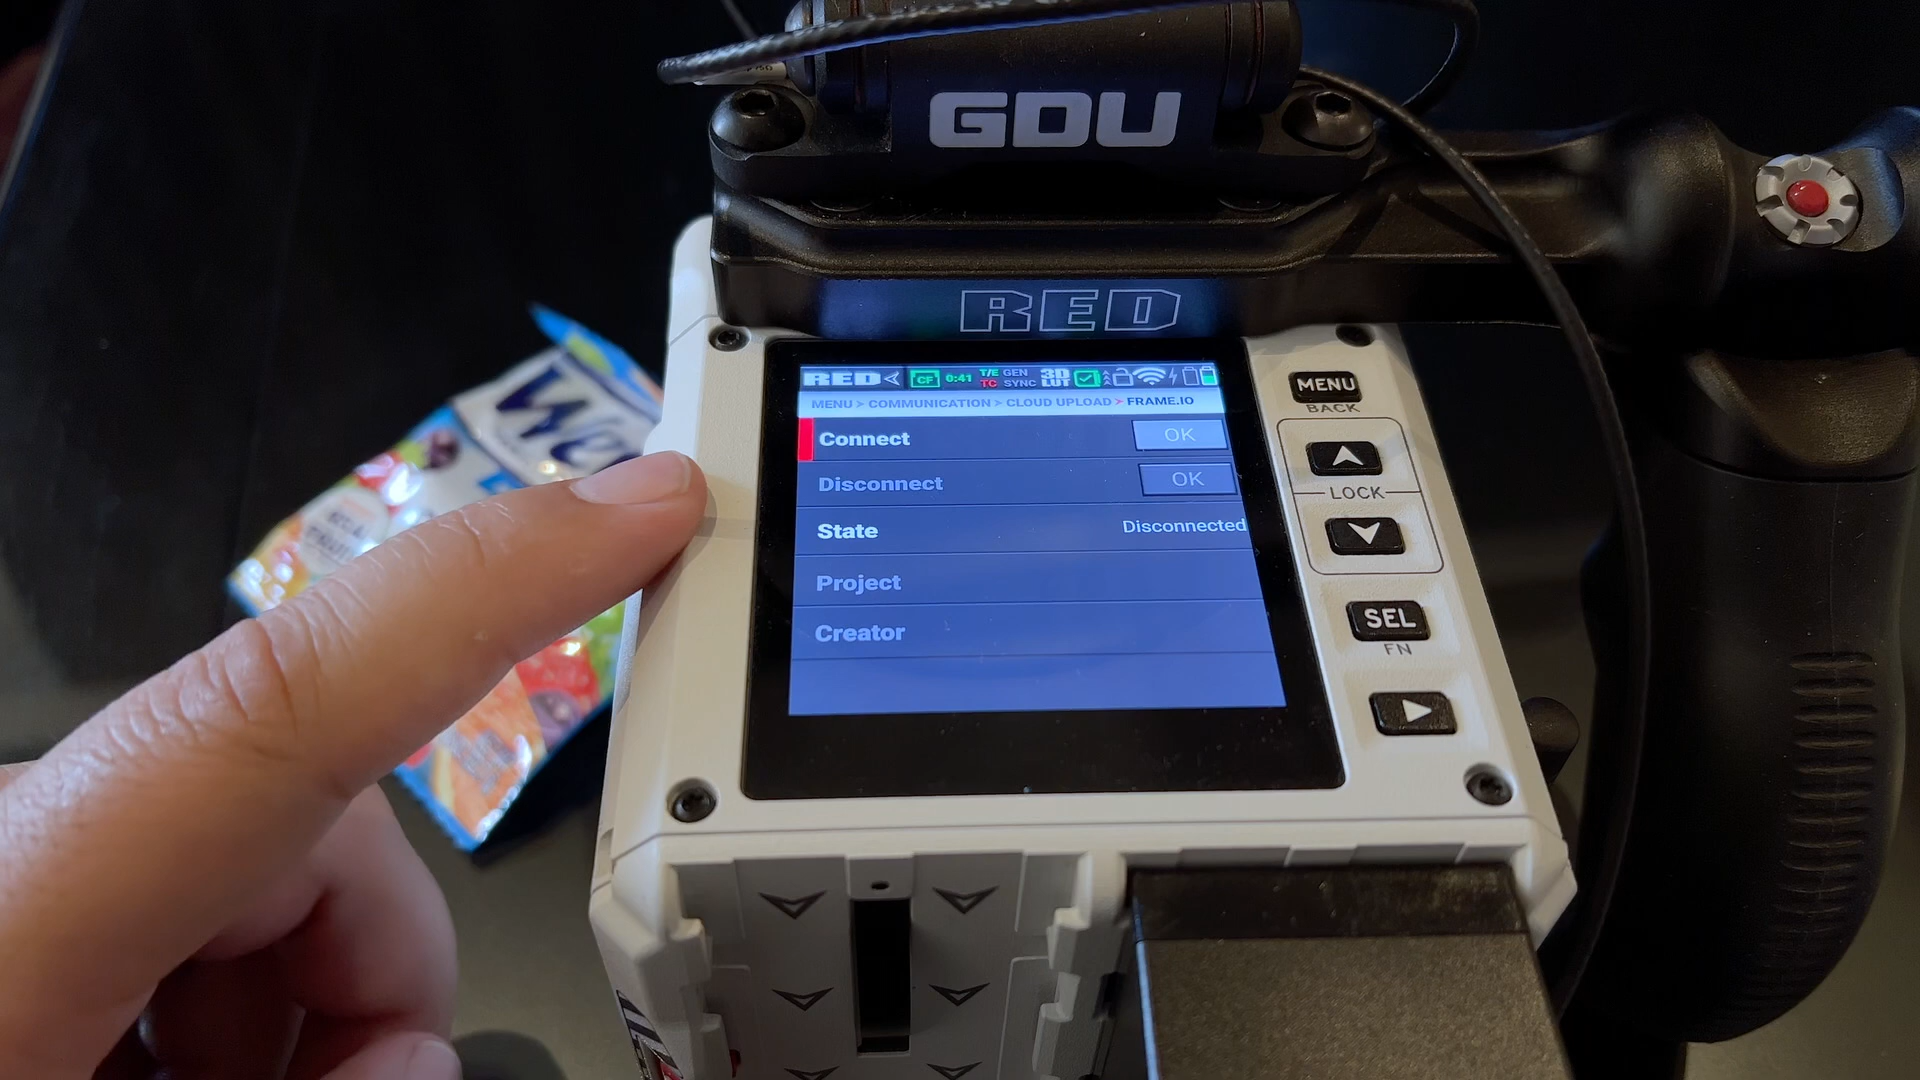 GDU
RED
RED CF 0:41 T/E TC GEN SYNC 3D LUT
MENU > COMMUNICATION > CLOUD UPLOAD > FRAME.IO
Connect OK
Disconnect OK
State Disconnected
Project
Creator
MENU
BACK
LOCK
SEL
FN
We